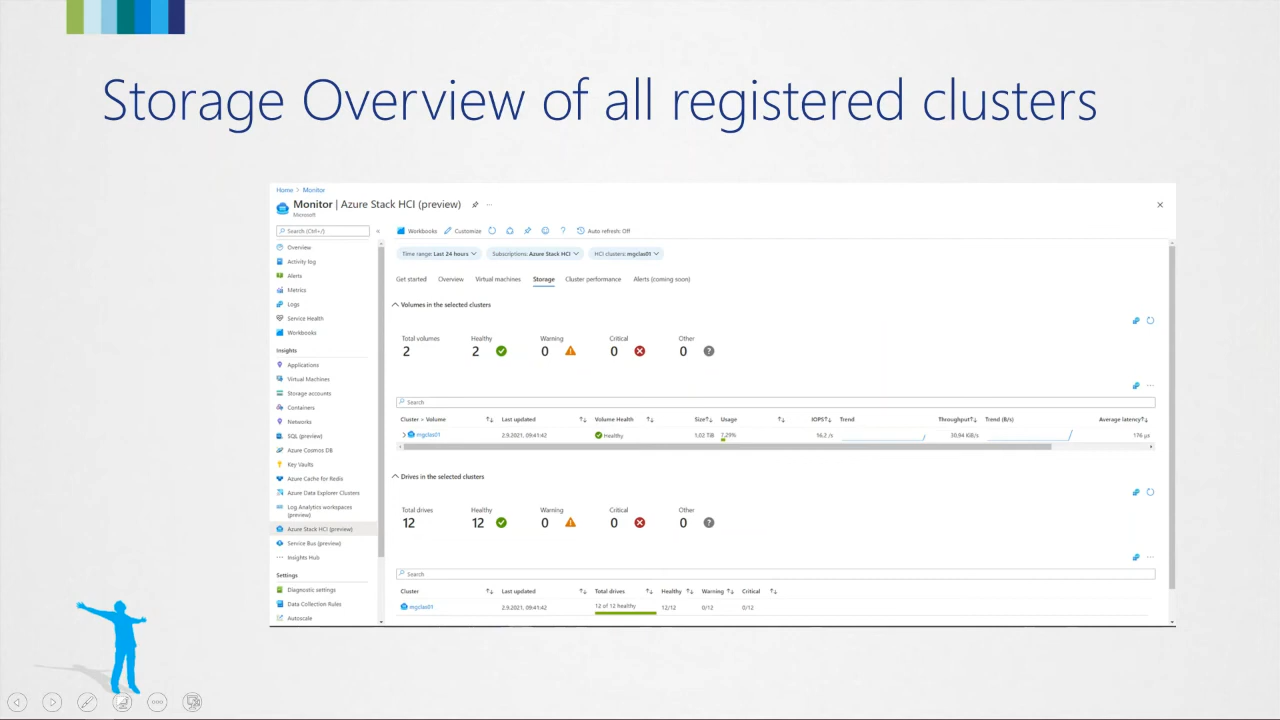 Storage Overview of all registered clusters
Home > Monitor
Monitor | Azure Stack HCI (preview)
Microsoft
Search (Ctrl+/)
Workbooks Customize Auto refresh: Off
Overview
Activity log
Alerts
Metrics
Logs
Service Health
Workbooks
Insights
Applications
Virtual Machines
Storage accounts
Containers
Networks
SQL (preview)
Azure Cosmos DB
Key Vaults
Azure Cache for Redis
Azure Data Explorer Clusters
Log Analytics workspaces
(preview)
Azure Stack HCI (preview)
Service Bus (preview)
Insights Hub
Settings
Diagnostic settings
Data Collection Rules
Autoscale
Time range: Last 24 hours Subscriptions: Azure Stack HCI HCI clusters: mgclas01
Get started Overview Virtual machines Storage Cluster performance Alerts (coming soon)
Volumes in the selected clusters
Total volumes Healthy Warning Critical Other
2 2 0 0 0
Search
Cluster > Volume Last updated Volume Health Size Usage IOPS Trend Throughput Trend (B/s) Average latency
mgclas01 2.9.2021, 09:41:42 Healthy 1.02 TiB 7,29% 16.2 /s 30,94 KiB/s 176 μs
Drives in the selected clusters
Total drives Healthy Warning Critical Other
12 12 0 0 0
Search
Cluster Last updated Total drives Healthy Warning Critical
mgclas01 2.9.2021, 09:41:42 12 of 12 healthy 12/12 0/12 0/12